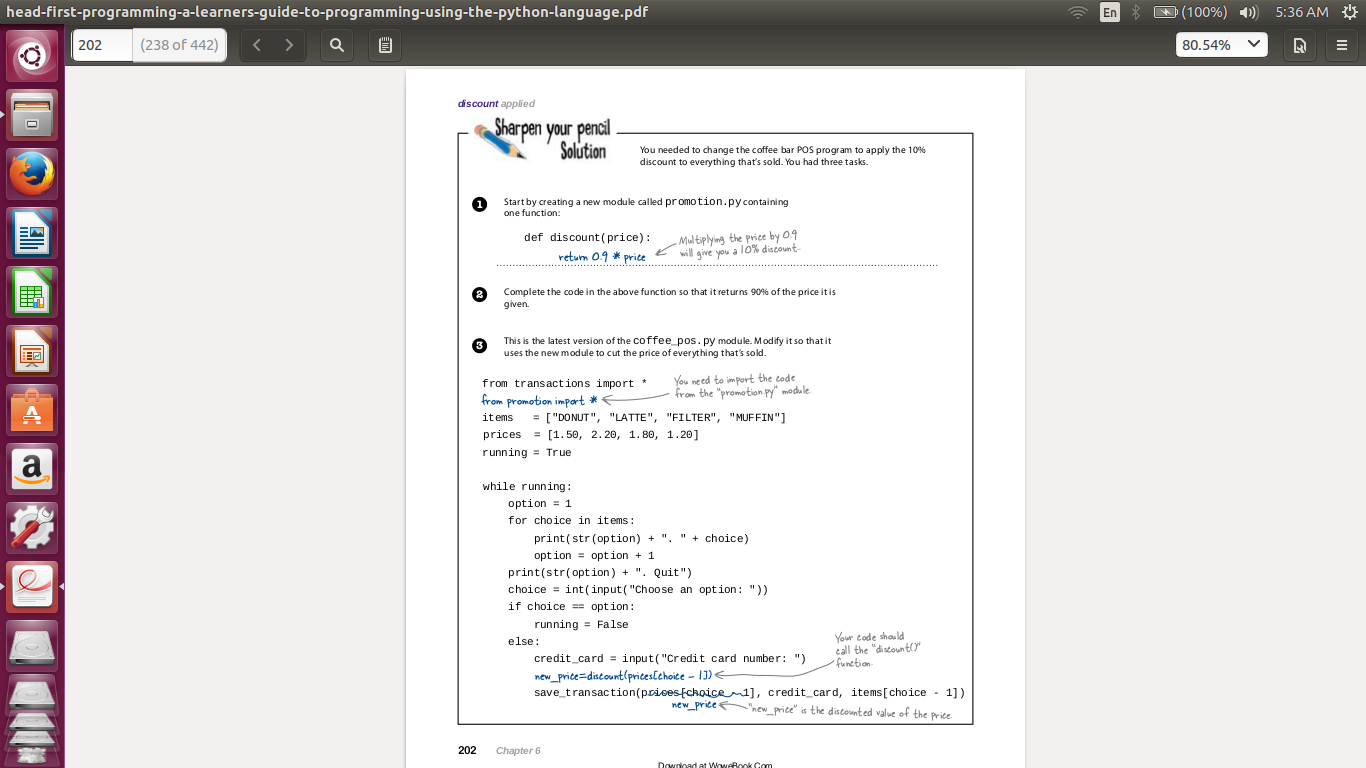 head-first-programming-a-learners-guide-to-programming-using-the-python-language.pdf
En
(100%)
5:36 AM
202
(238 of 442)
80.54%
discount applied
Sharpen your pencil
Solution
You needed to change the coffee bar POS program to apply the 10%
discount to everything that's sold. You had three tasks.
1
Start by creating a new module called promotion.py containing
one function:
def discount(price):
return 0.9 * price
Multiplying the price by 0.9
will give you a 10% discount.
2
Complete the code in the above function so that it returns 90% of the price it is
given.
3
This is the latest version of the coffee_pos.py module. Modify it so that it
uses the new module to cut the price of everything that's sold.
from transactions import *
from promotion import *
You need to import the code
from the "promotion.py" module.
items   = ["DONUT", "LATTE", "FILTER", "MUFFIN"]
prices  = [1.50, 2.20, 1.80, 1.20]
running = True
while running:
    option = 1
    for choice in items:
        print(str(option) + ". " + choice)
        option = option + 1
    print(str(option) + ". Quit")
    choice = int(input("Choose an option: "))
    if choice == option:
        running = False
    else:
        credit_card = input("Credit card number: ")
        new_price=discount(prices[choice - 1])
Your code should
call the "discount()"
function.
        save_transaction(prices[choice - 1], credit_card, items[choice - 1])
new_price
"new_price" is the discounted value of the price.
202
Chapter 6
Download at WoweBook.Com